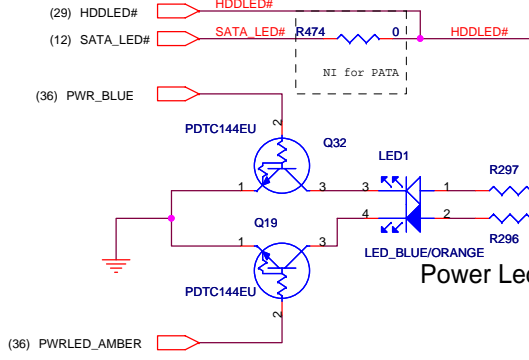 (29) HDDLED# HDDLED#
(12) SATA_LED# SATA_LED# R474 0 HDDLED#
NI for PATA
(36) PWR_BLUE
2
PDTC144EU Q32
LED1 R297
1 3 3 1
Q19 4 2
1 3 R296
LED_BLUE/ORANGE
Power Led
PDTC144EU
2
(36) PWRLED_AMBER